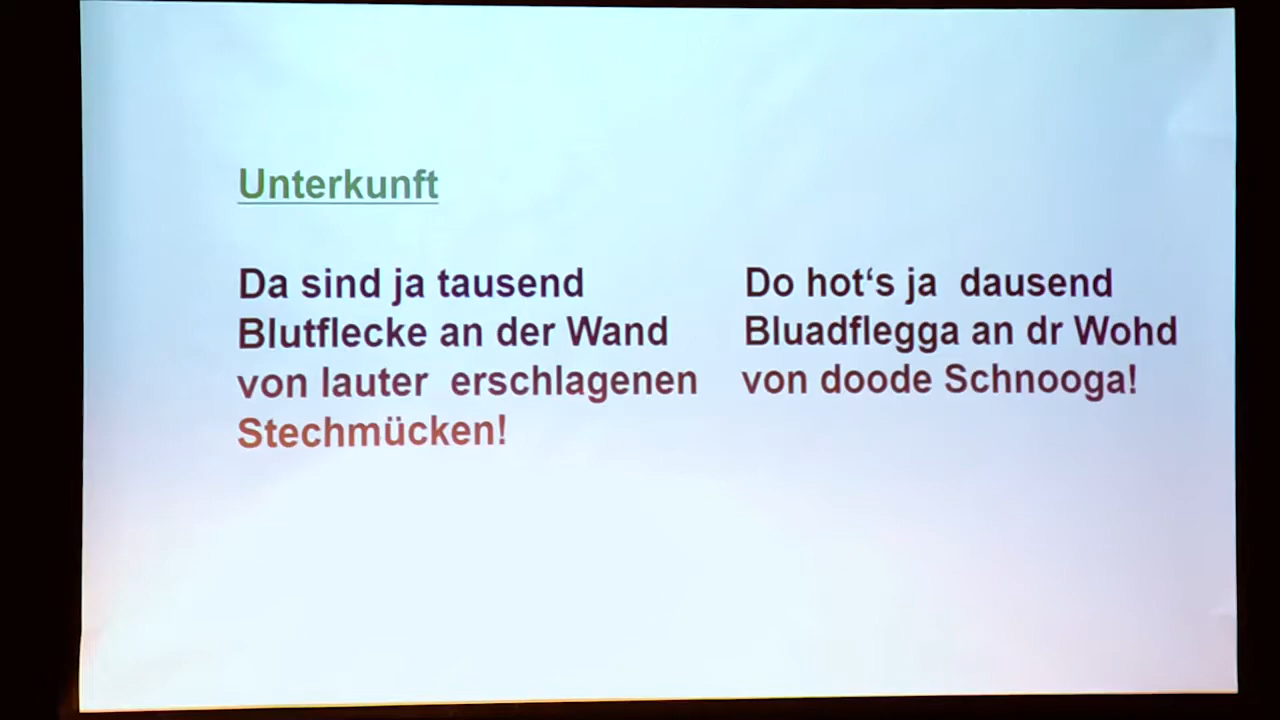 Unterkunft
Da sind ja tausend
Blutflecke an der Wand
von lauter erschlagenen
Stechmücken!
Do hot‘s ja dausend
Bluadflegga an dr Wohd
von doode Schnooga!